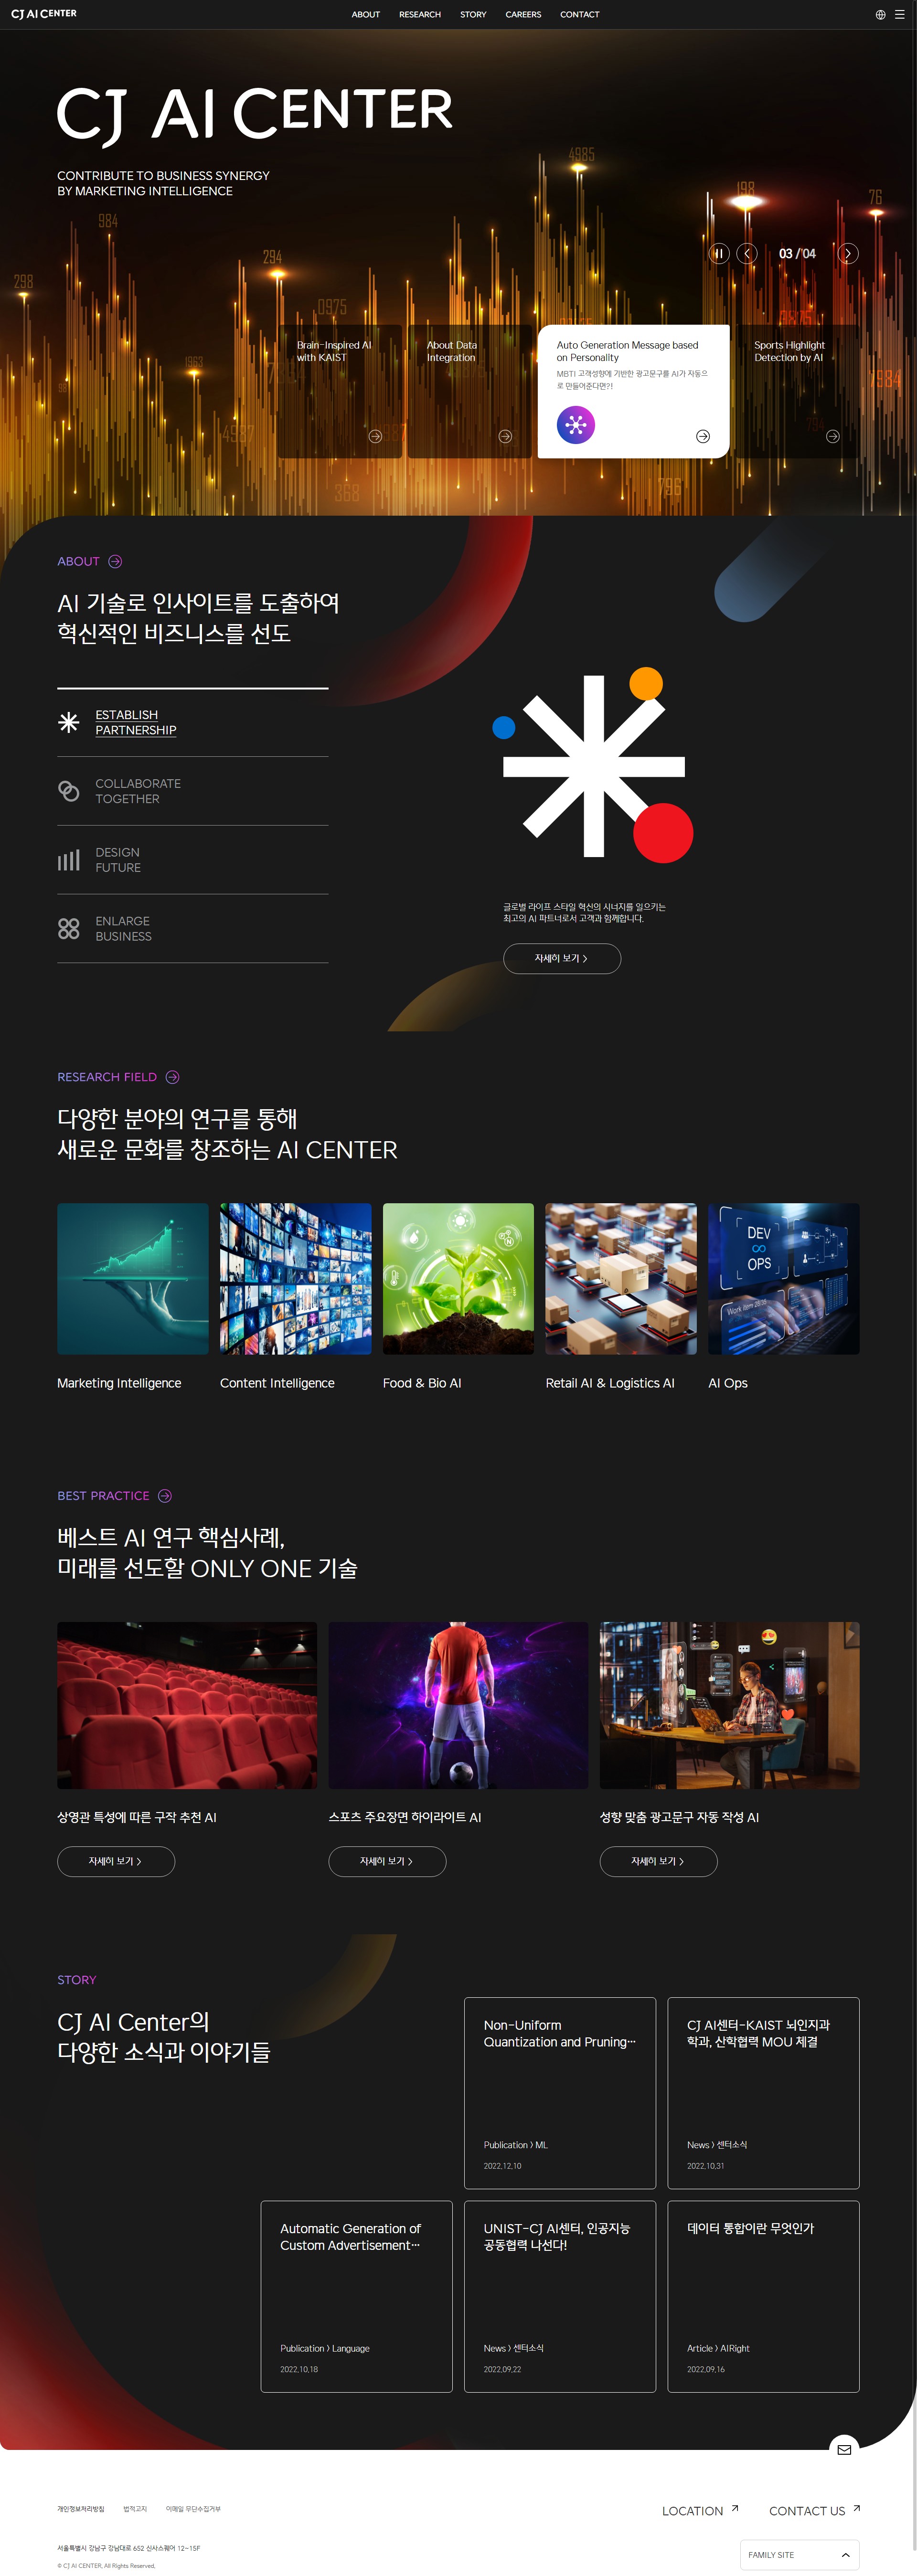 CJ AI CENTER
ABOUT
RESEARCH
STORY
CAREERS
CONTACT
CJ AI CENTER
CONTRIBUTE TO BUSINESS SYNERGY
BY MARKETING INTELLIGENCE
4985
198
76
984
294
298
0975
1963
4987
368
796
794
7584
03 / 04
Brain-Inspired AI
with KAIST
About Data
Integration
Auto Generation Message based
on Personality
MBTI 고객성향에 기반한 광고문구를 AI가 자동으
로 만들어준다면?!
Sports Highlight
Detection by AI
ABOUT
AI 기술로 인사이트를 도출하여
혁신적인 비즈니스를 선도
ESTABLISH
PARTNERSHIP
COLLABORATE
TOGETHER
DESIGN
FUTURE
ENLARGE
BUSINESS
글로벌 라이프 스타일 혁신의 시너지를 일으키는
최고의 AI 파트너로서 고객과 함께합니다.
자세히 보기 >
RESEARCH FIELD
다양한 분야의 연구를 통해
새로운 문화를 창조하는 AI CENTER
DEV
OPS
Marketing Intelligence
Content Intelligence
Food & Bio AI
Retail AI & Logistics AI
AI Ops
BEST PRACTICE
베스트 AI 연구 핵심사례,
미래를 선도할 ONLY ONE 기술
상영관 특성에 따른 구작 추천 AI
스포츠 주요장면 하이라이트 AI
성향 맞춤 광고문구 자동 작성 AI
자세히 보기 >
자세히 보기 >
자세히 보기 >
STORY
CJ AI Center의
다양한 소식과 이야기들
Non-Uniform
Quantization and Pruning…
Publication > ML
2022.12.10
CJ AI센터-KAIST 뇌인지과
학과, 산학협력 MOU 체결
News > 센터소식
2022.10.31
Automatic Generation of
Custom Advertisement…
Publication > Language
2022.10.18
UNIST-CJ AI센터, 인공지능
공동협력 나선다!
News > 센터소식
2022.09.22
데이터 통합이란 무엇인가
Article > AIRight
2022.09.16
개인정보처리방침
법적고지
이메일 무단수집거부
LOCATION
CONTACT US
서울특별시 강남구 강남대로 652 신사스퀘어 12-15F
© CJ AI CENTER. All Rights Reserved.
FAMILY SITE